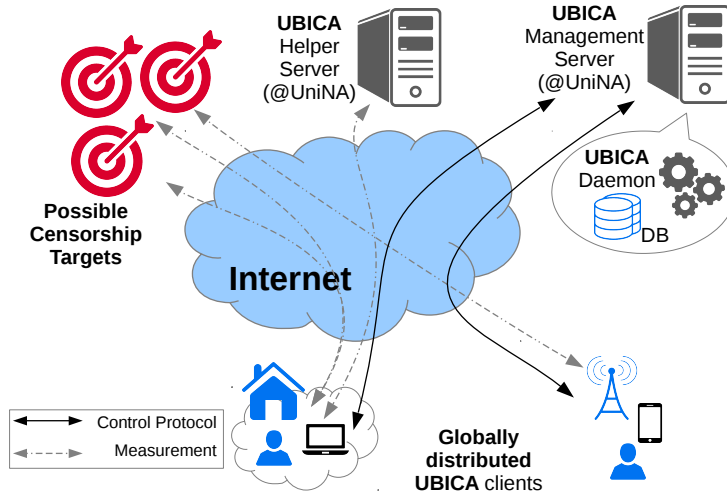 UBICA
Helper
Server
(@UniNA)
UBICA
Management
Server
(@UniNA)
UBICA
Daemon
DB
Possible
Censorship
Targets
Internet
Control Protocol
Measurement
Globally
distributed
UBICA clients